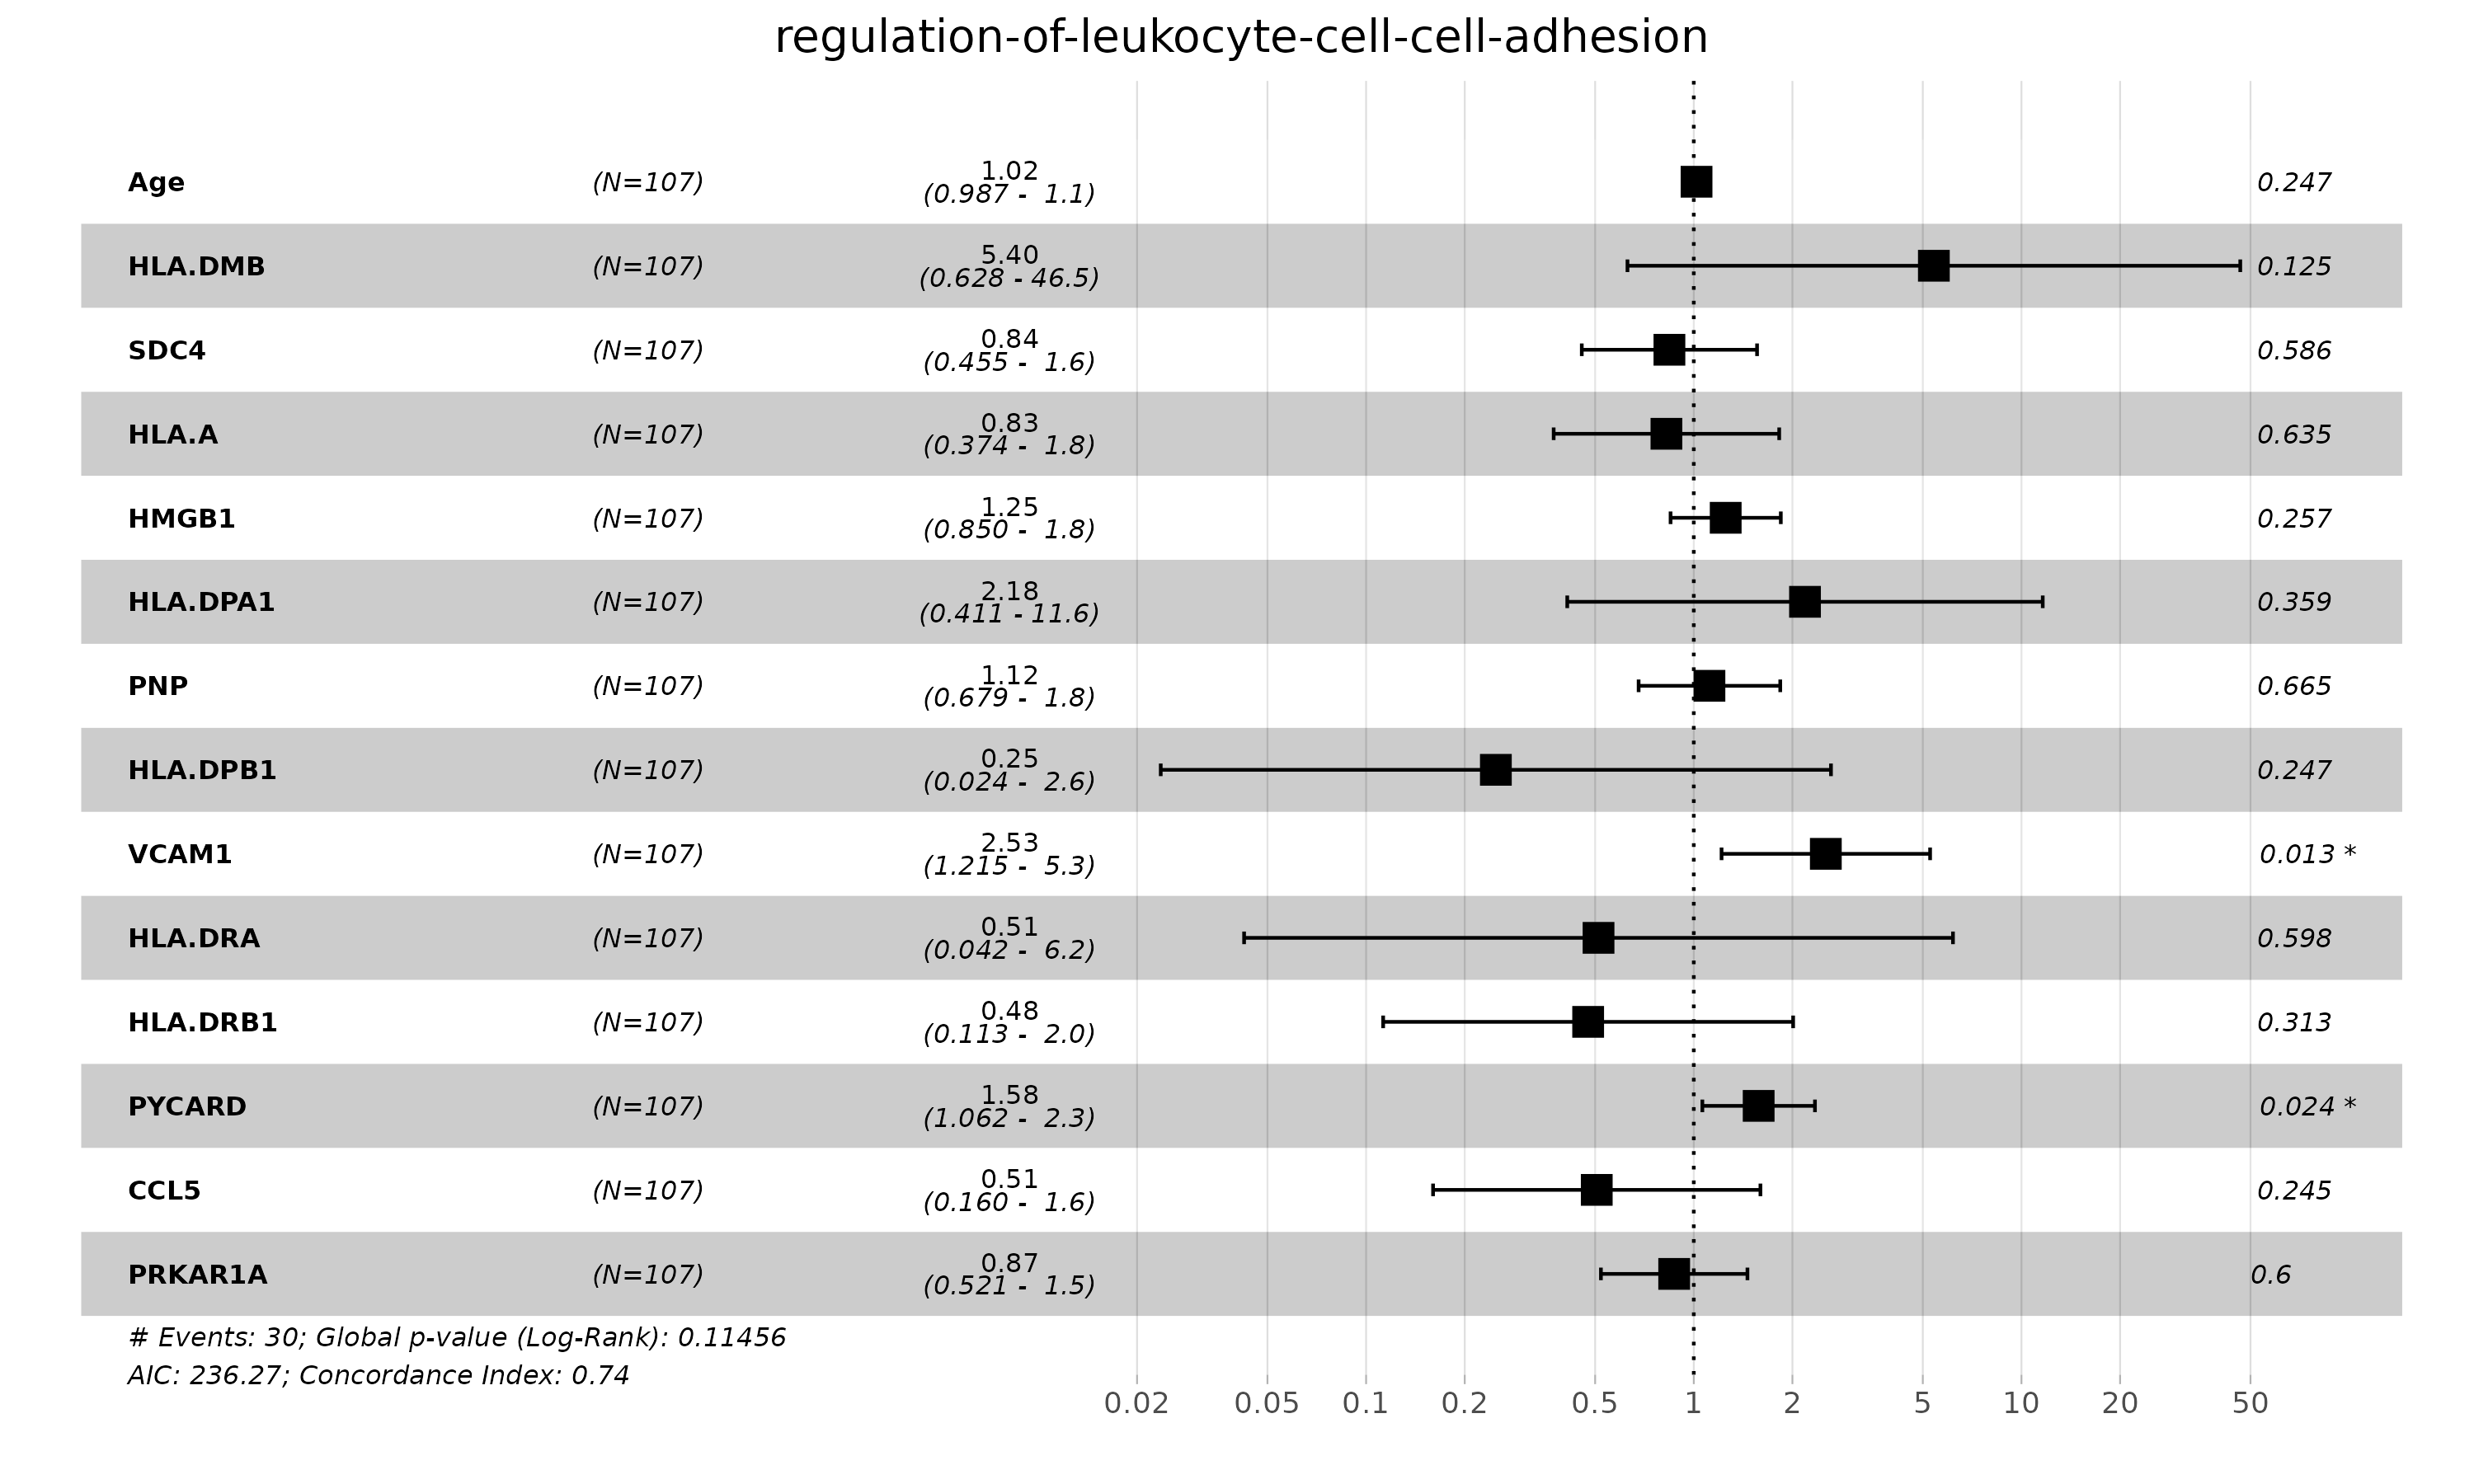 regulation-of-leukocyte-cell-cell-adhesion
Age (N=107) 1.02 (0.987 - 1.1) 0.247
HLA.DMB (N=107) 5.40 (0.628 - 46.5) 0.125
SDC4 (N=107) 0.84 (0.455 - 1.6) 0.586
HLA.A (N=107) 0.83 (0.374 - 1.8) 0.635
HMGB1 (N=107) 1.25 (0.850 - 1.8) 0.257
HLA.DPA1 (N=107) 2.18 (0.411 - 11.6) 0.359
PNP (N=107) 1.12 (0.679 - 1.8) 0.665
HLA.DPB1 (N=107) 0.25 (0.024 - 2.6) 0.247
VCAM1 (N=107) 2.53 (1.215 - 5.3) 0.013 *
HLA.DRA (N=107) 0.51 (0.042 - 6.2) 0.598
HLA.DRB1 (N=107) 0.48 (0.113 - 2.0) 0.313
PYCARD (N=107) 1.58 (1.062 - 2.3) 0.024 *
CCL5 (N=107) 0.51 (0.160 - 1.6) 0.245
PRKAR1A (N=107) 0.87 (0.521 - 1.5) 0.6
# Events: 30; Global p-value (Log-Rank): 0.11456
AIC: 236.27; Concordance Index: 0.74
0.02 0.05 0.1 0.2 0.5 1 2 5 10 20 50